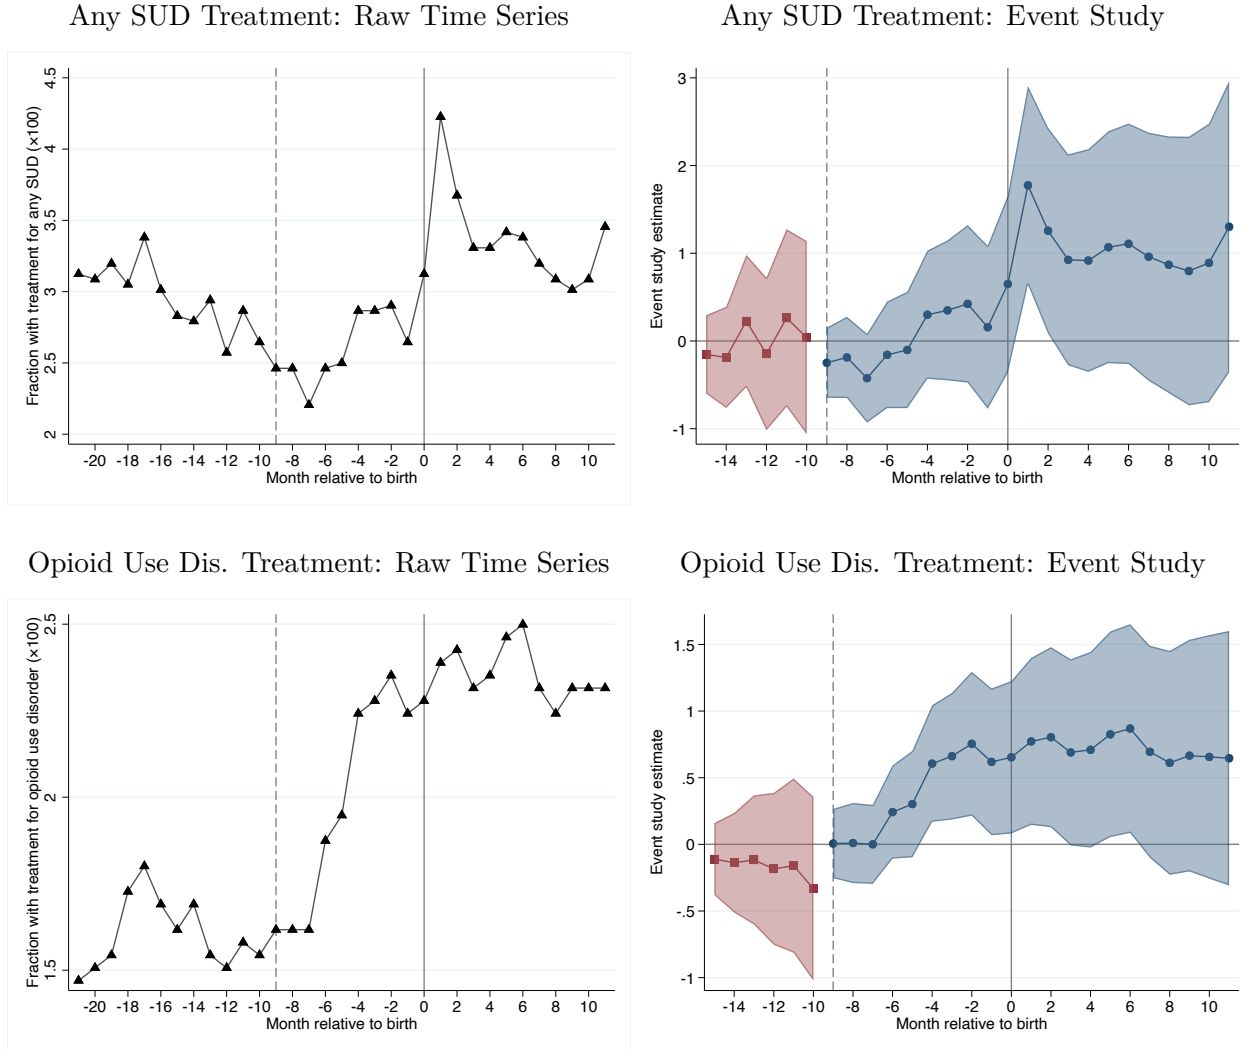 Any SUD Treatment: Raw Time Series
Fraction with treatment for any SUD (×100)
4.5
4
3.5
3
2.5
2
-20 -18 -16 -14 -12 -10 -8 -6 -4 -2 0 2 4 6 8 10
Month relative to birth
Any SUD Treatment: Event Study
Event study estimate
3
2
1
0
-1
-14 -12 -10 -8 -6 -4 -2 0 2 4 6 8 10
Month relative to birth
Opioid Use Dis. Treatment: Raw Time Series
Fraction with treatment for opioid use disorder (×100)
2.5
2
1.5
-20 -18 -16 -14 -12 -10 -8 -6 -4 -2 0 2 4 6 8 10
Month relative to birth
Opioid Use Dis. Treatment: Event Study
Event study estimate
1.5
1
.5
0
-.5
-1
-14 -12 -10 -8 -6 -4 -2 0 2 4 6 8 10
Month relative to birth